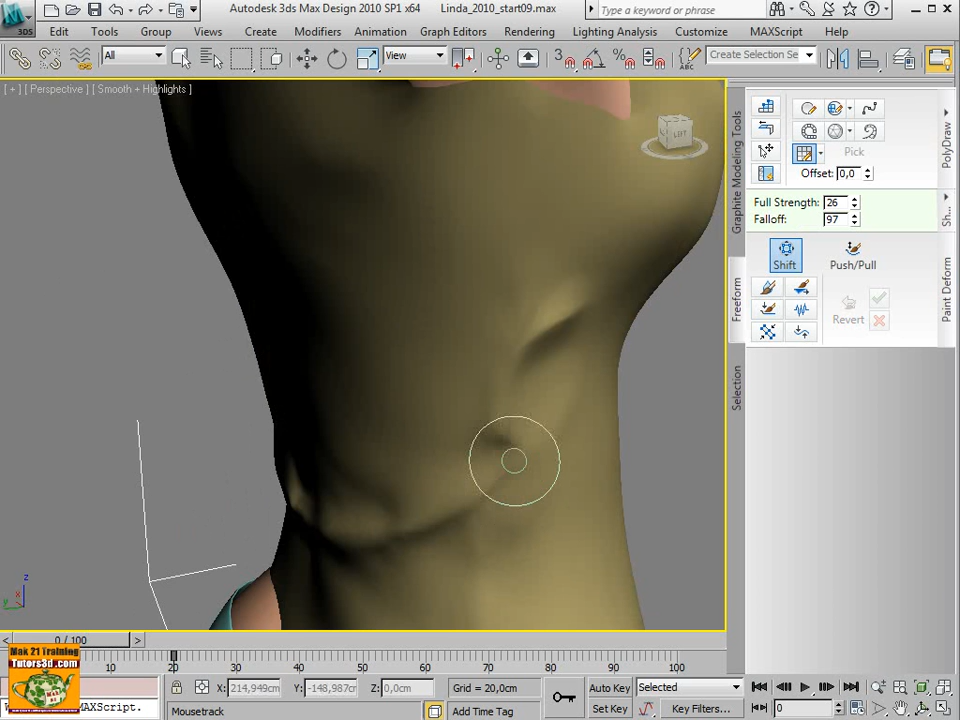 Autodesk 3ds Max Design 2010 SP1 x64 Linda_2010_start09.max
Type a keyword or phrase
3DS
Edit Tools Group Views Create Modifiers Animation Graph Editors Rendering Lighting Analysis Customize MAXScript Help
All View 3 Create Selection Se
[ + ] [ Perspective ] [ Smooth + Highlights ]
LEFT
Graphite Modeling Tools
Freeform
Selection
PolyDraw
Pick
Offset: 0,0
Full Strength: 26
Falloff: 97
Sh...
Shift Push/Pull
Revert
Paint Deform
z
x
y
< 0 / 100 >
10 20 30 40 50 60 70 80 90 100
Mak 21 Training
Tutors3d .com
MAXScript.
X: 214,949cm Y: -148,987cm Z: 0,0cm Grid = 20,0cm
Mousetrack Add Time Tag
Auto Key Selected
Set Key Key Filters...
0